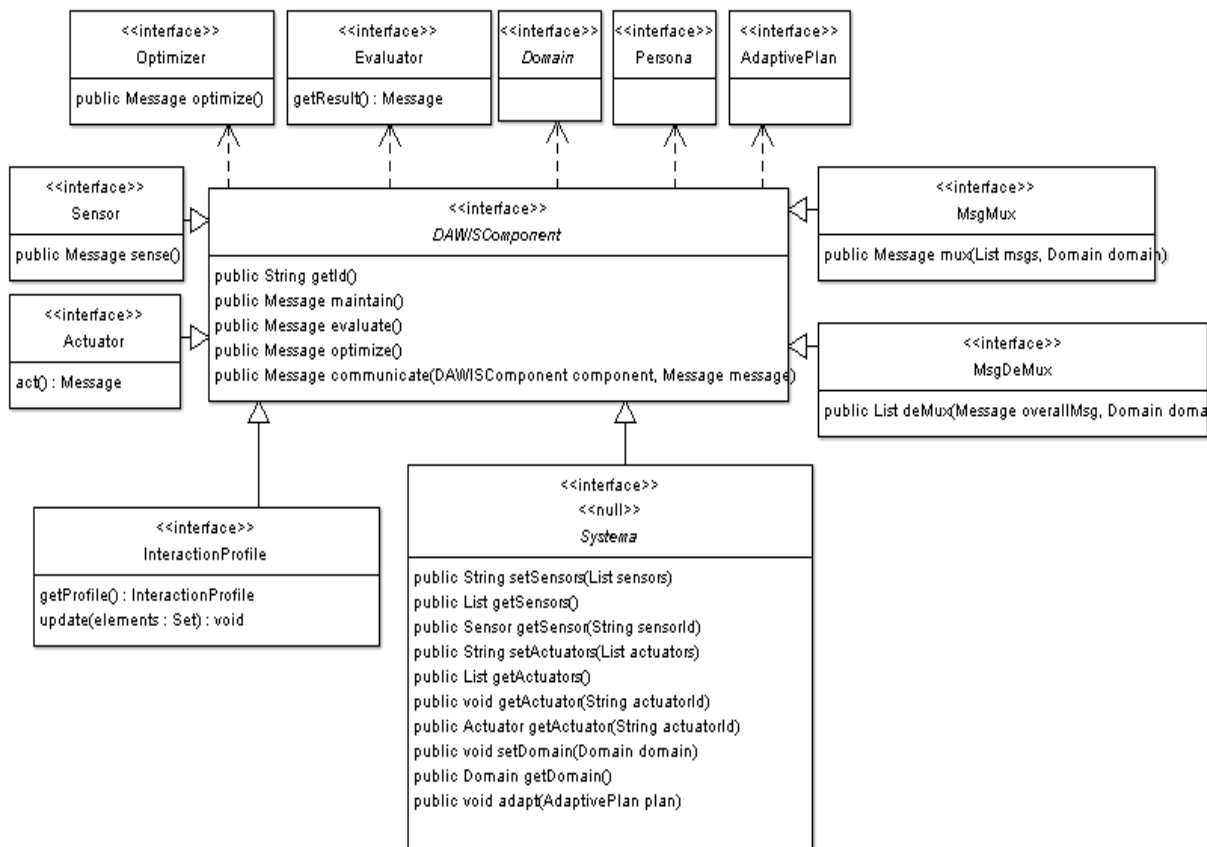 <<interface>>
Optimizer
public Message optimize()
<<interface>>
Evaluator
getResult() : Message
<<interface>>
Domain
<<interface>>
Persona
<<interface>>
AdaptivePlan
<<interface>>
Sensor
public Message sense()
<<interface>>
Actuator
act() : Message
<<interface>>
DAWISComponent
public String getId()
public Message maintain()
public Message evaluate()
public Message optimize()
public Message communicate(DAWISComponent component, Message message)
<<interface>>
MsgMux
public Message mux(List msgs, Domain domain)
<<interface>>
MsgDeMux
public List deMux(Message overallMsg, Domain doma
<<interface>>
InteractionProfile
getProfile() : InteractionProfile
update(elements : Set) : void
<<interface>>
<<null>>
Systema
public String setSensors(List sensors)
public List getSensors()
public Sensor getSensor(String sensorId)
public String setActuators(List actuators)
public List getActuators()
public void getActuator(String actuatorId)
public Actuator getActuator(String actuatorId)
public void setDomain(Domain domain)
public Domain getDomain()
public void adapt(AdaptivePlan plan)